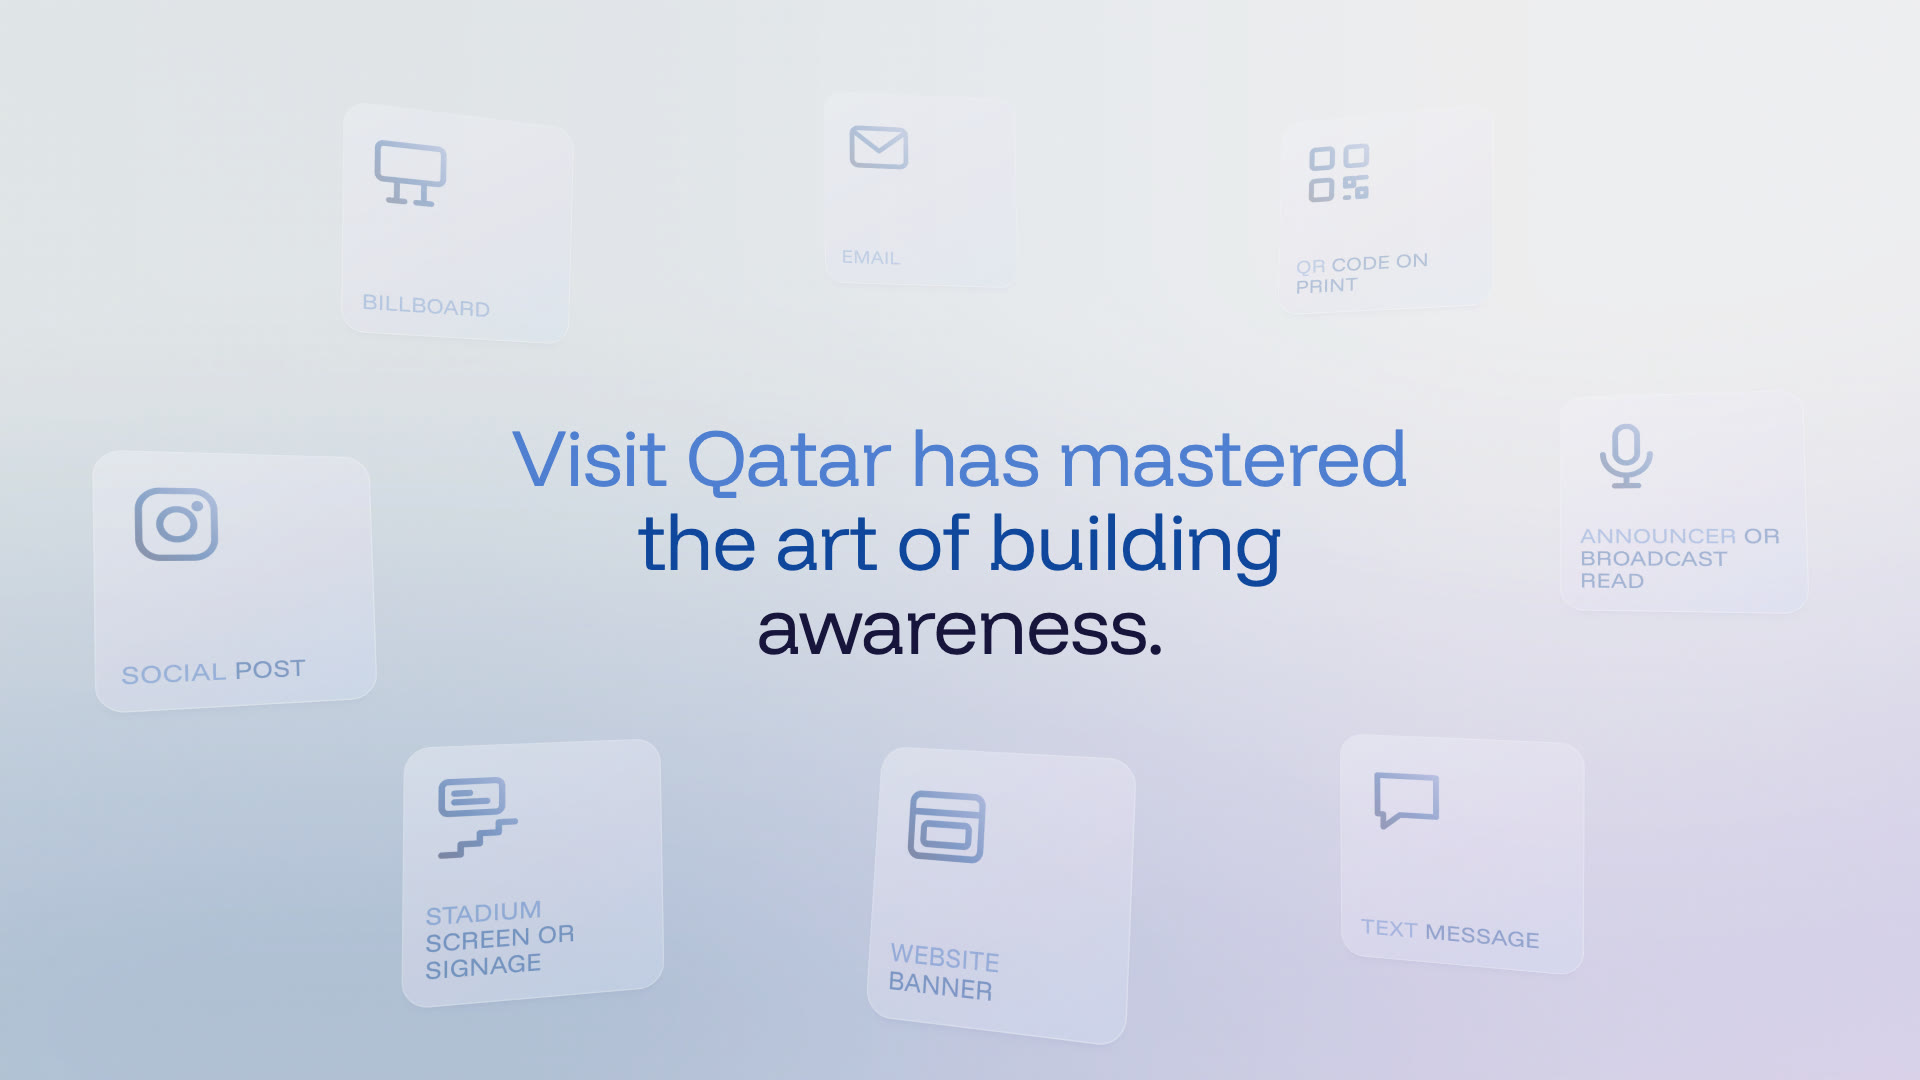 BILLBOARD
EMAIL
QR CODE ON
PRINT
Visit Qatar has mastered
the art of building
awareness.
SOCIAL POST
ANNOUNCER OR
BROADCAST
READ
STADIUM
SCREEN OR
SIGNAGE
WEBSITE
BANNER
TEXT MESSAGE